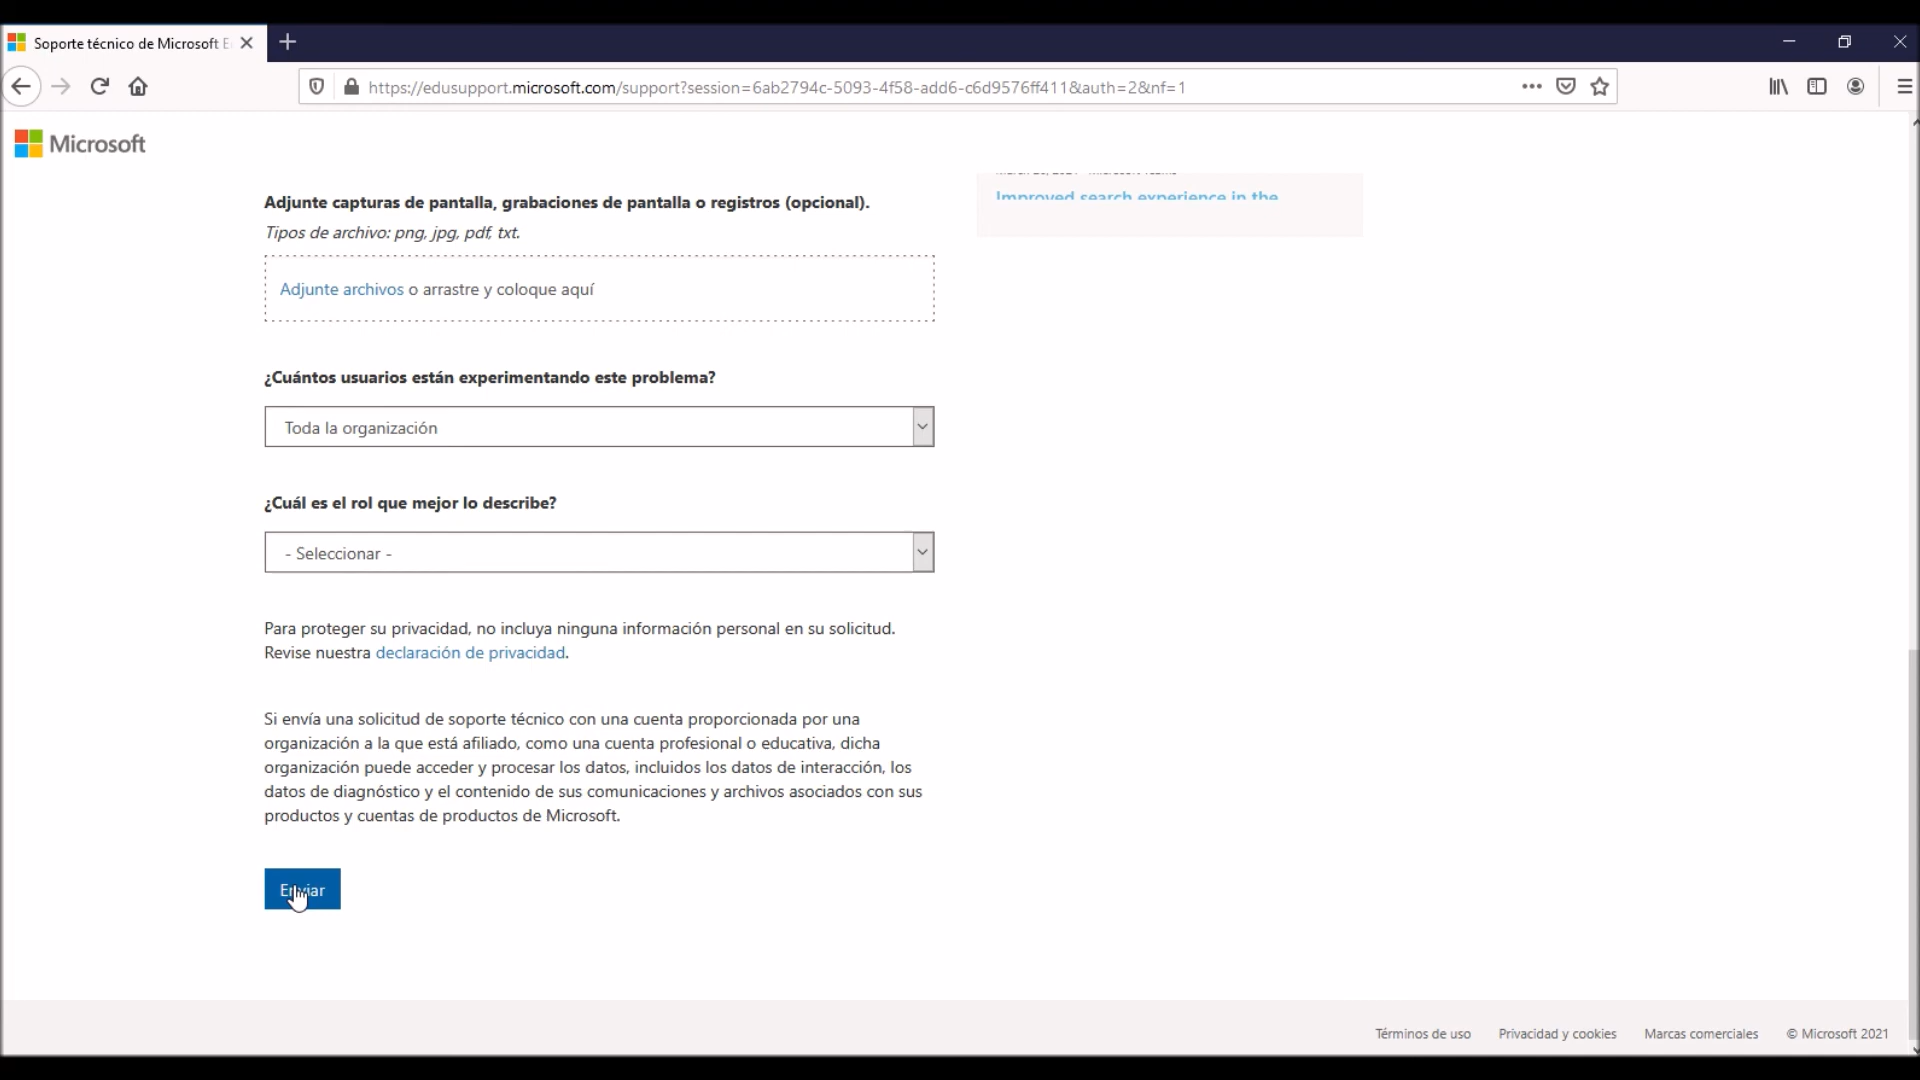 Soporte técnico de Microsoft E
https://edusupport.microsoft.com/support?session=6ab2794c-5093-4f58-add6-c6d9576ff411&auth=2&nf=1
Microsoft
Improved search experience in the
Adjunte capturas de pantalla, grabaciones de pantalla o registros (opcional).
Tipos de archivo: png, jpg, pdf, txt.
Adjunte archivos o arrastre y coloque aquí
¿Cuántos usuarios están experimentando este problema?
Toda la organización
¿Cuál es el rol que mejor lo describe?
- Seleccionar -
Para proteger su privacidad, no incluya ninguna información personal en su solicitud.
Revise nuestra declaración de privacidad.
Si envía una solicitud de soporte técnico con una cuenta proporcionada por una
organización a la que está afiliado, como una cuenta profesional o educativa, dicha
organización puede acceder y procesar los datos, incluidos los datos de interacción, los
datos de diagnóstico y el contenido de sus comunicaciones y archivos asociados con sus
productos y cuentas de productos de Microsoft.
Enviar
Términos de uso Privacidad y cookies Marcas comerciales © Microsoft 2021